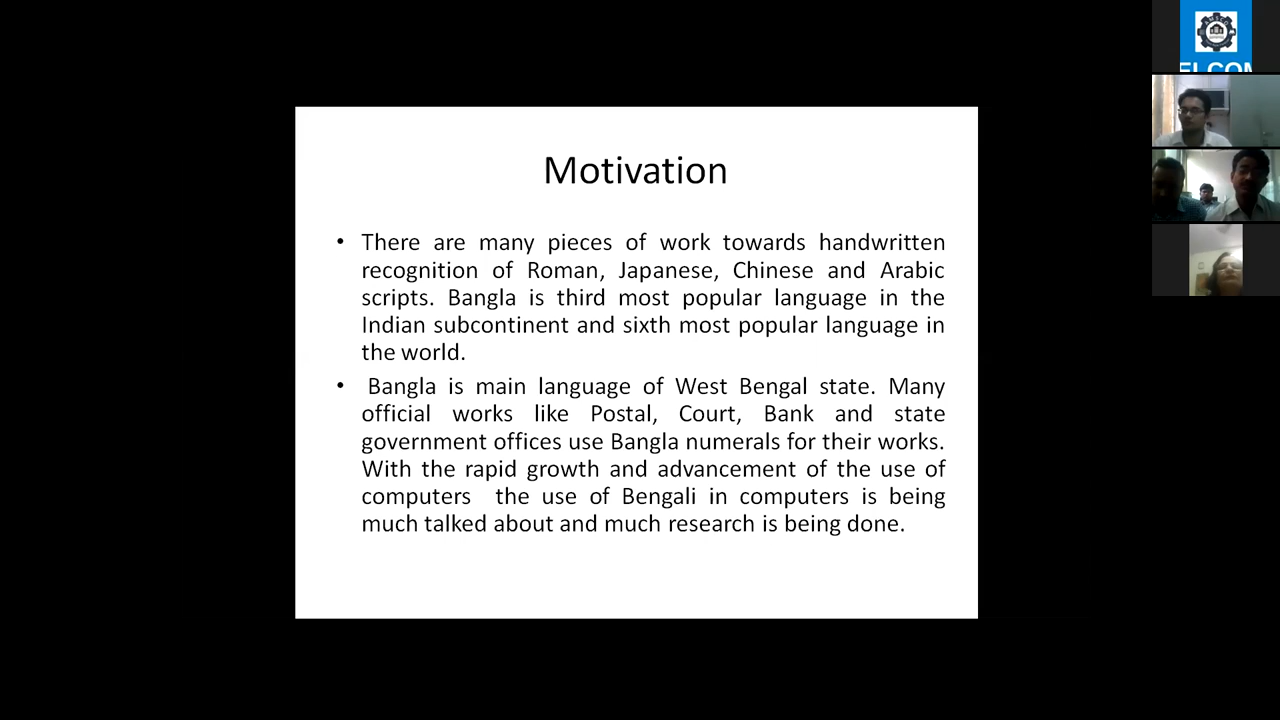 Motivation
• There are many pieces of work towards handwritten
recognition of Roman, Japanese, Chinese and Arabic
scripts. Bangla is third most popular language in the
Indian subcontinent and sixth most popular language in
the world.
• Bangla is main language of West Bengal state. Many
official works like Postal, Court, Bank and state
government offices use Bangla numerals for their works.
With the rapid growth and advancement of the use of
computers the use of Bengali in computers is being
much talked about and much research is being done.